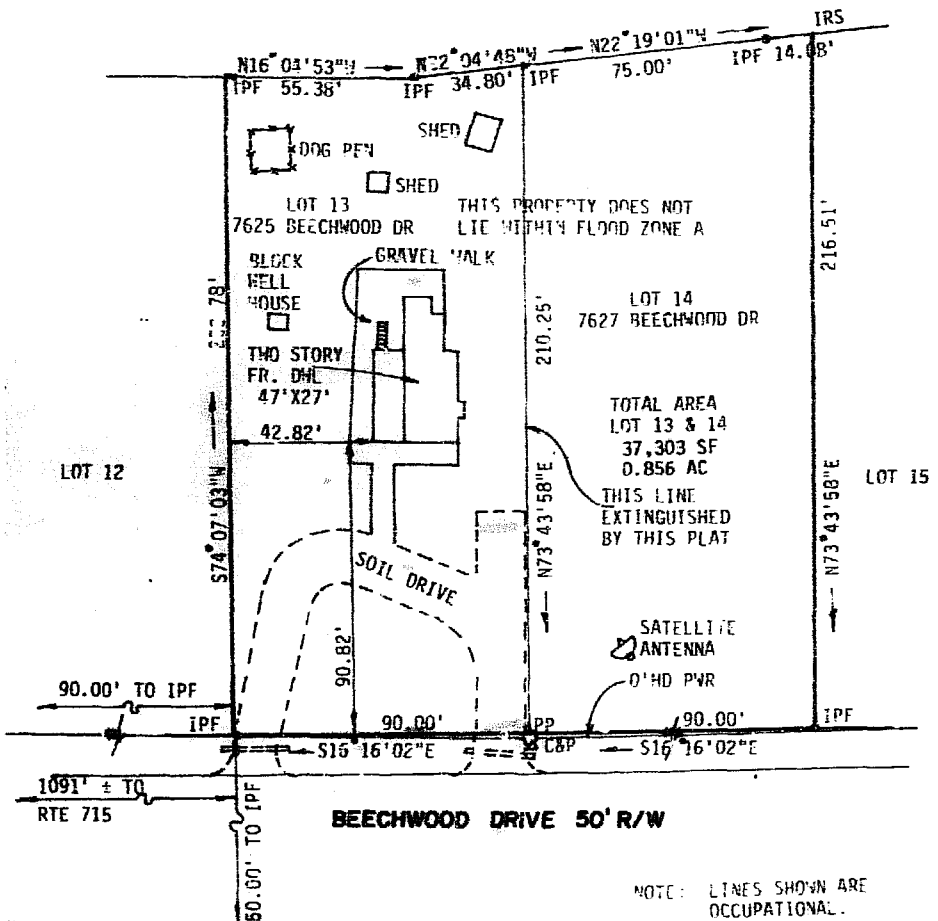 IRS
N16°04'53"W
N22°04'48"W
N22°19'01"W
IPF 55.38'
34.80'
IPF
75.00'
IPF 14.08'
SHED
DOG PEN
SHED
LOT 13
7625 BEECHWOOD DR
THIS PROPERTY DOES NOT
LIE WITHIN FLOOD ZONE A
216.51'
GRAVEL WALK
BLOCK
WELL
HOUSE
78'
210.25'
LOT 14
7627 BEECHWOOD DR
TWO STORY
FR. DWL
47'X27'
42.82'
TOTAL AREA
LOT 13 & 14
37,303 SF
0.856 AC
LOT 12
LOT 15
S74°07'03"W
N73°43'58"E
THIS LINE
EXTINGUISHED
BY THIS PLAT
N73°43'58"E
SOIL DRIVE
90.82'
SATELLITE
ANTENNA
O'HD PWR
90.00' TO IPF
IPF
90.00'
PP
90.00'
IPF
S16°16'02"E
C&P
S16°16'02"E
1091' ± TO
RTE 715
60.00' TO IPF
BEECHWOOD DRIVE 50' R/W
NOTE: LINES SHOWN ARE
OCCUPATIONAL.